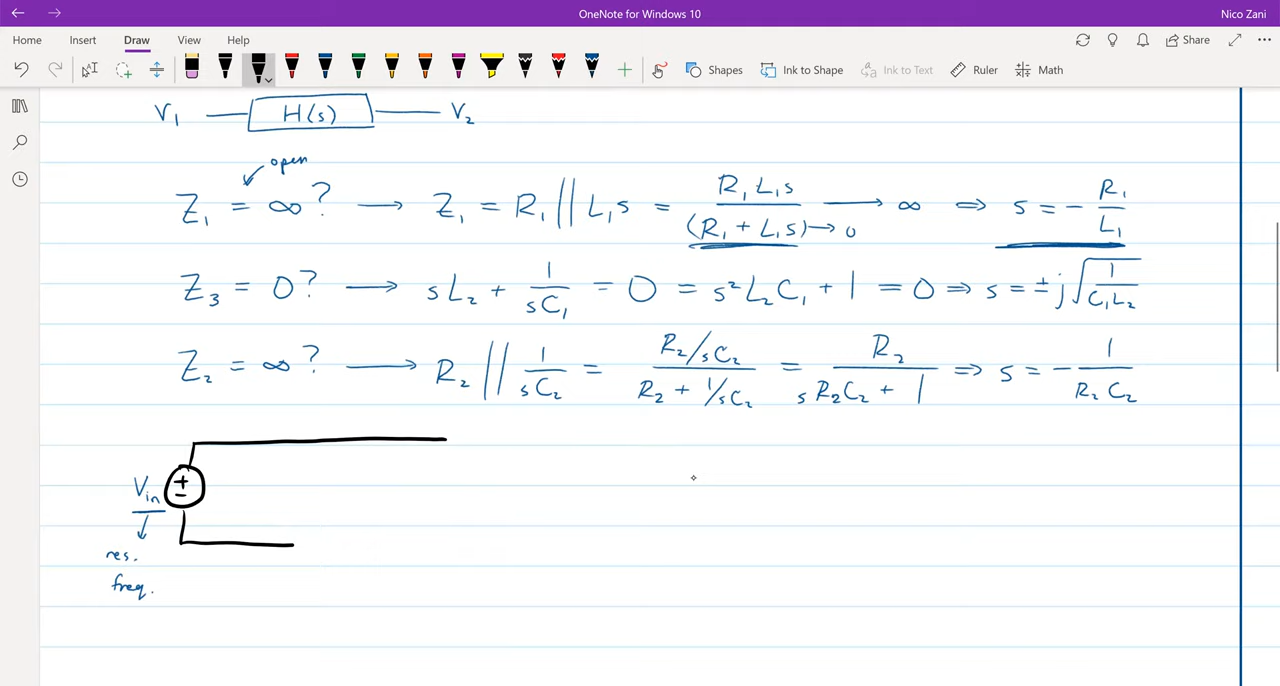 OneNote for Windows 10
Nico Zani
Home Insert Draw View Help
Share
Shapes Ink to Shape Ink to Text Ruler Math
V₁ H(s) V₂
open
Z₁ = ∞? → Z₁ = R₁ || L₁s = R₁L₁s / (R₁ + L₁s) → 0 → ∞ ⇒ s = - R₁/L₁
Z₃ = 0? → sL₂ + 1/sC₁ = 0 = s²L₂C₁ + 1 = 0 ⇒ s = ±j√(1/C₁L₂)
Z₂ = ∞? → R₂ || 1/sC₂ = (R₂/sC₂)/(R₂ + 1/sC₂) = R₂/(sR₂C₂ + 1) ⇒ s = - 1/R₂C₂
Vin + -
res.
freq.